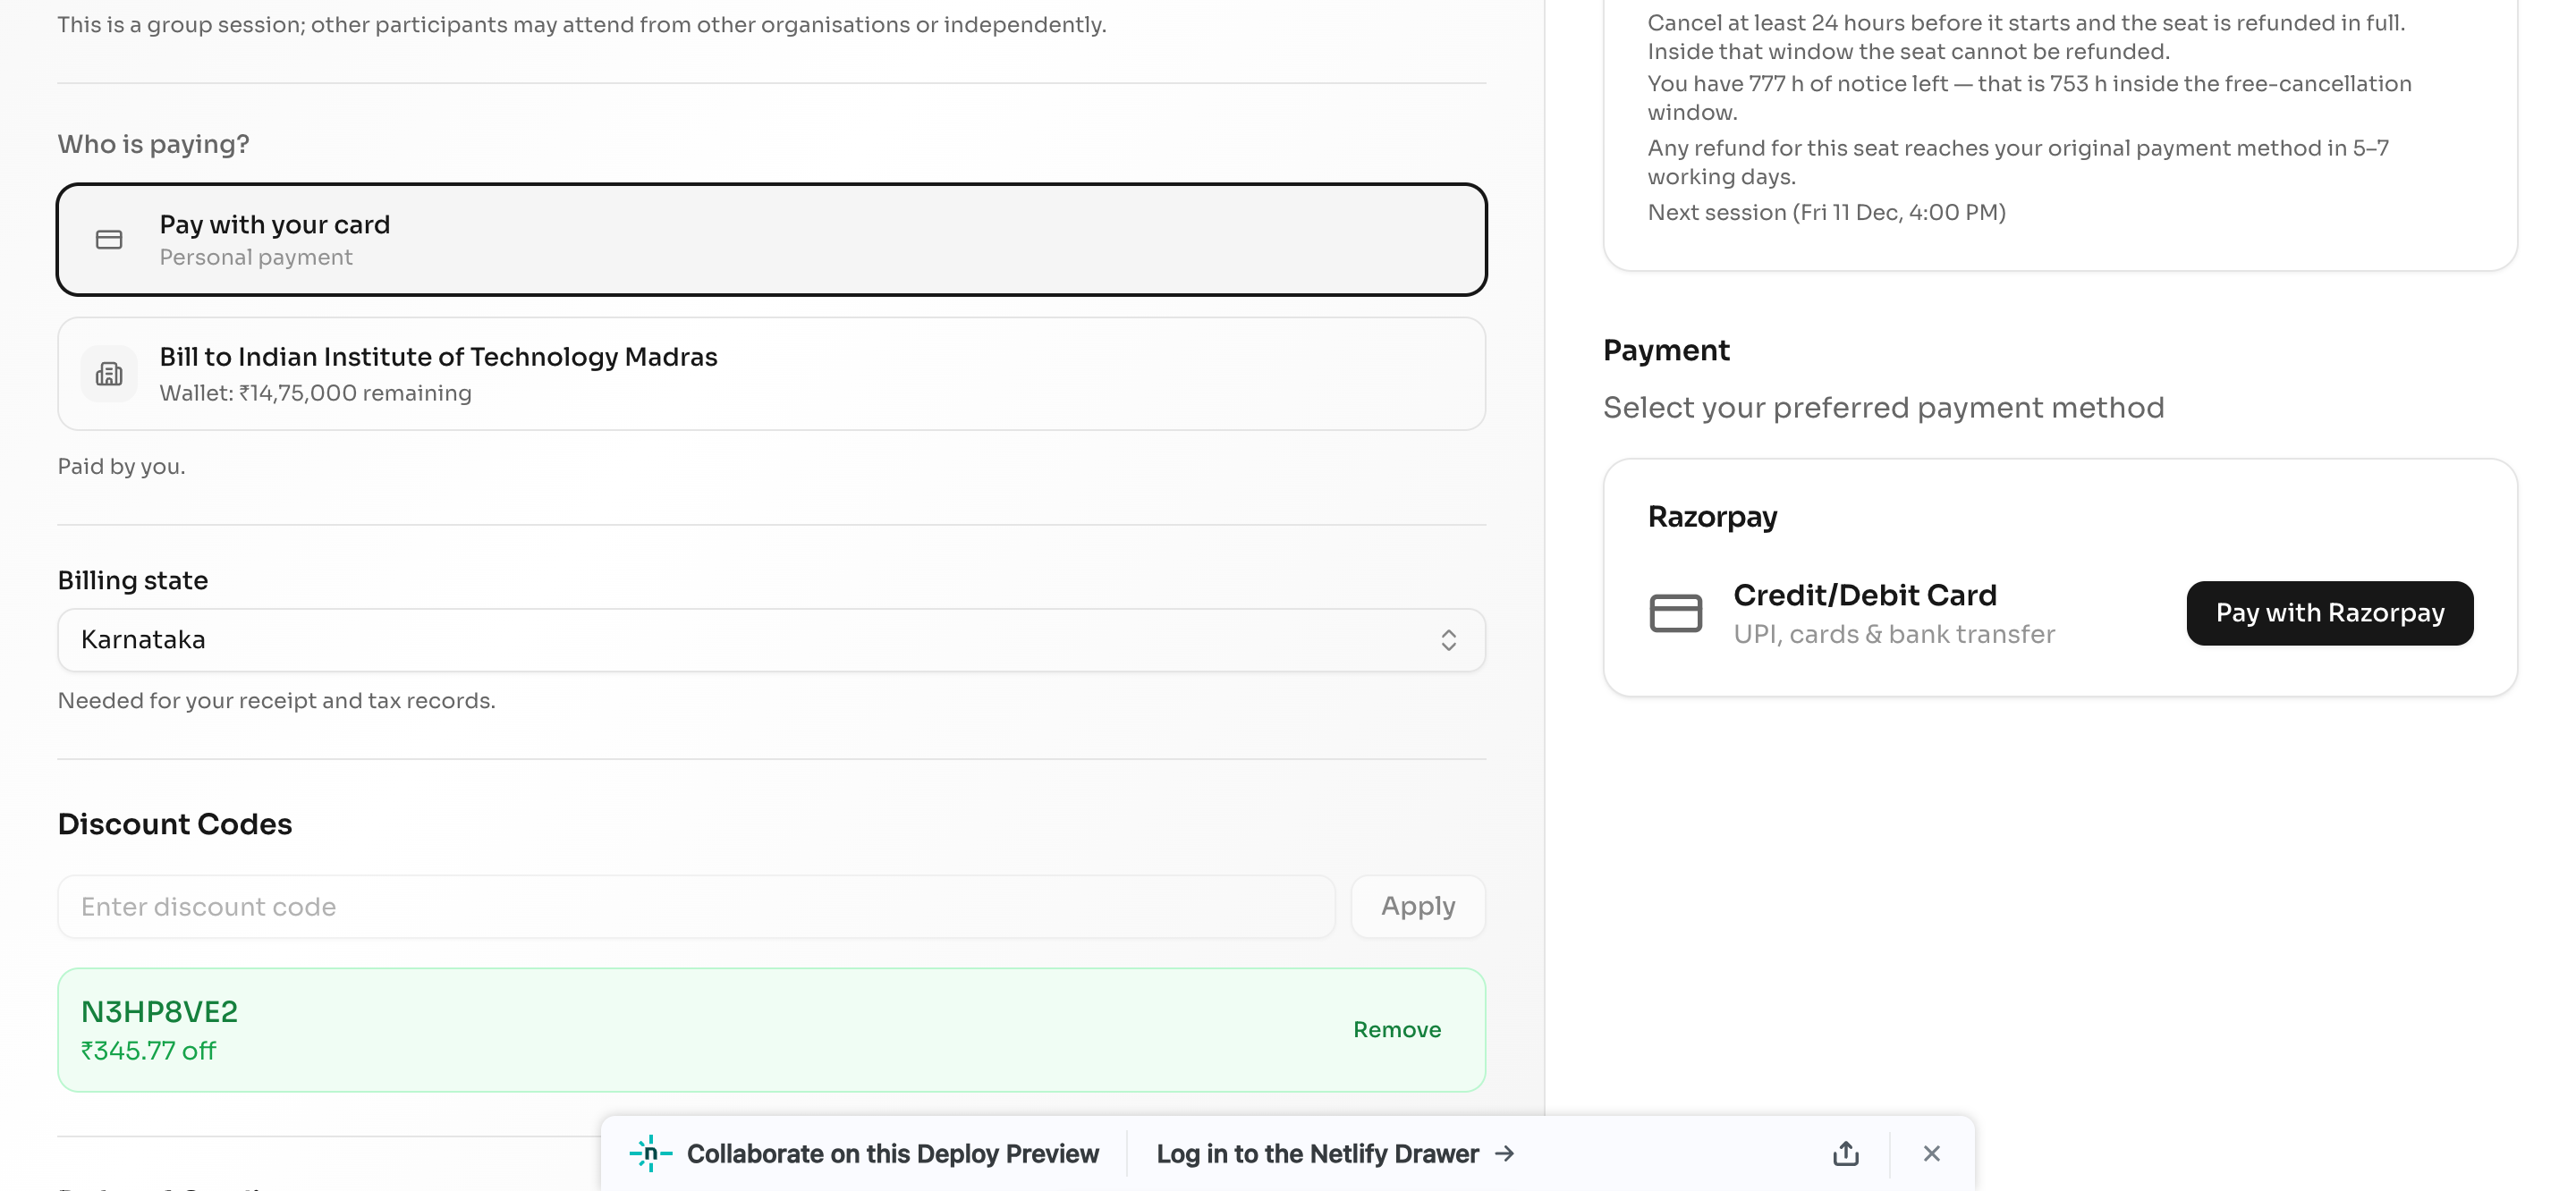 This is a group session; other participants may attend from other organisations or independently.
Who is paying?
Pay with your card
Personal payment
Bill to Indian Institute of Technology Madras
Wallet: ₹14,75,000 remaining
Paid by you.
Billing state
Karnataka
Needed for your receipt and tax records.
Discount Codes
Enter discount code
Apply
N3HP8VE2
₹345.77 off
Remove
Cancel at least 24 hours before it starts and the seat is refunded in full.
Inside that window the seat cannot be refunded.
You have 777 h of notice left — that is 753 h inside the free-cancellation
window.
Any refund for this seat reaches your original payment method in 5–7
working days.
Next session (Fri 11 Dec, 4:00 PM)
Payment
Select your preferred payment method
Razorpay
Credit/Debit Card
UPI, cards & bank transfer
Pay with Razorpay
Collaborate on this Deploy Preview
Log in to the Netlify Drawer →